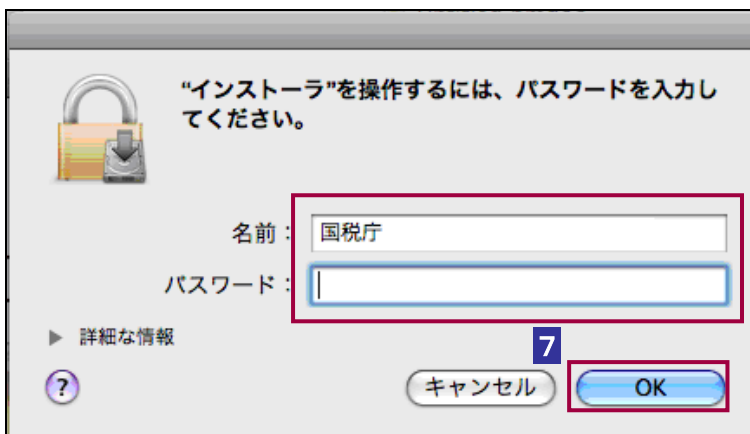 “インストーラ”を操作するには、パスワードを入力し
てください。
名前：国税庁
パスワード：
▶ 詳細な情報
7
? キャンセル OK